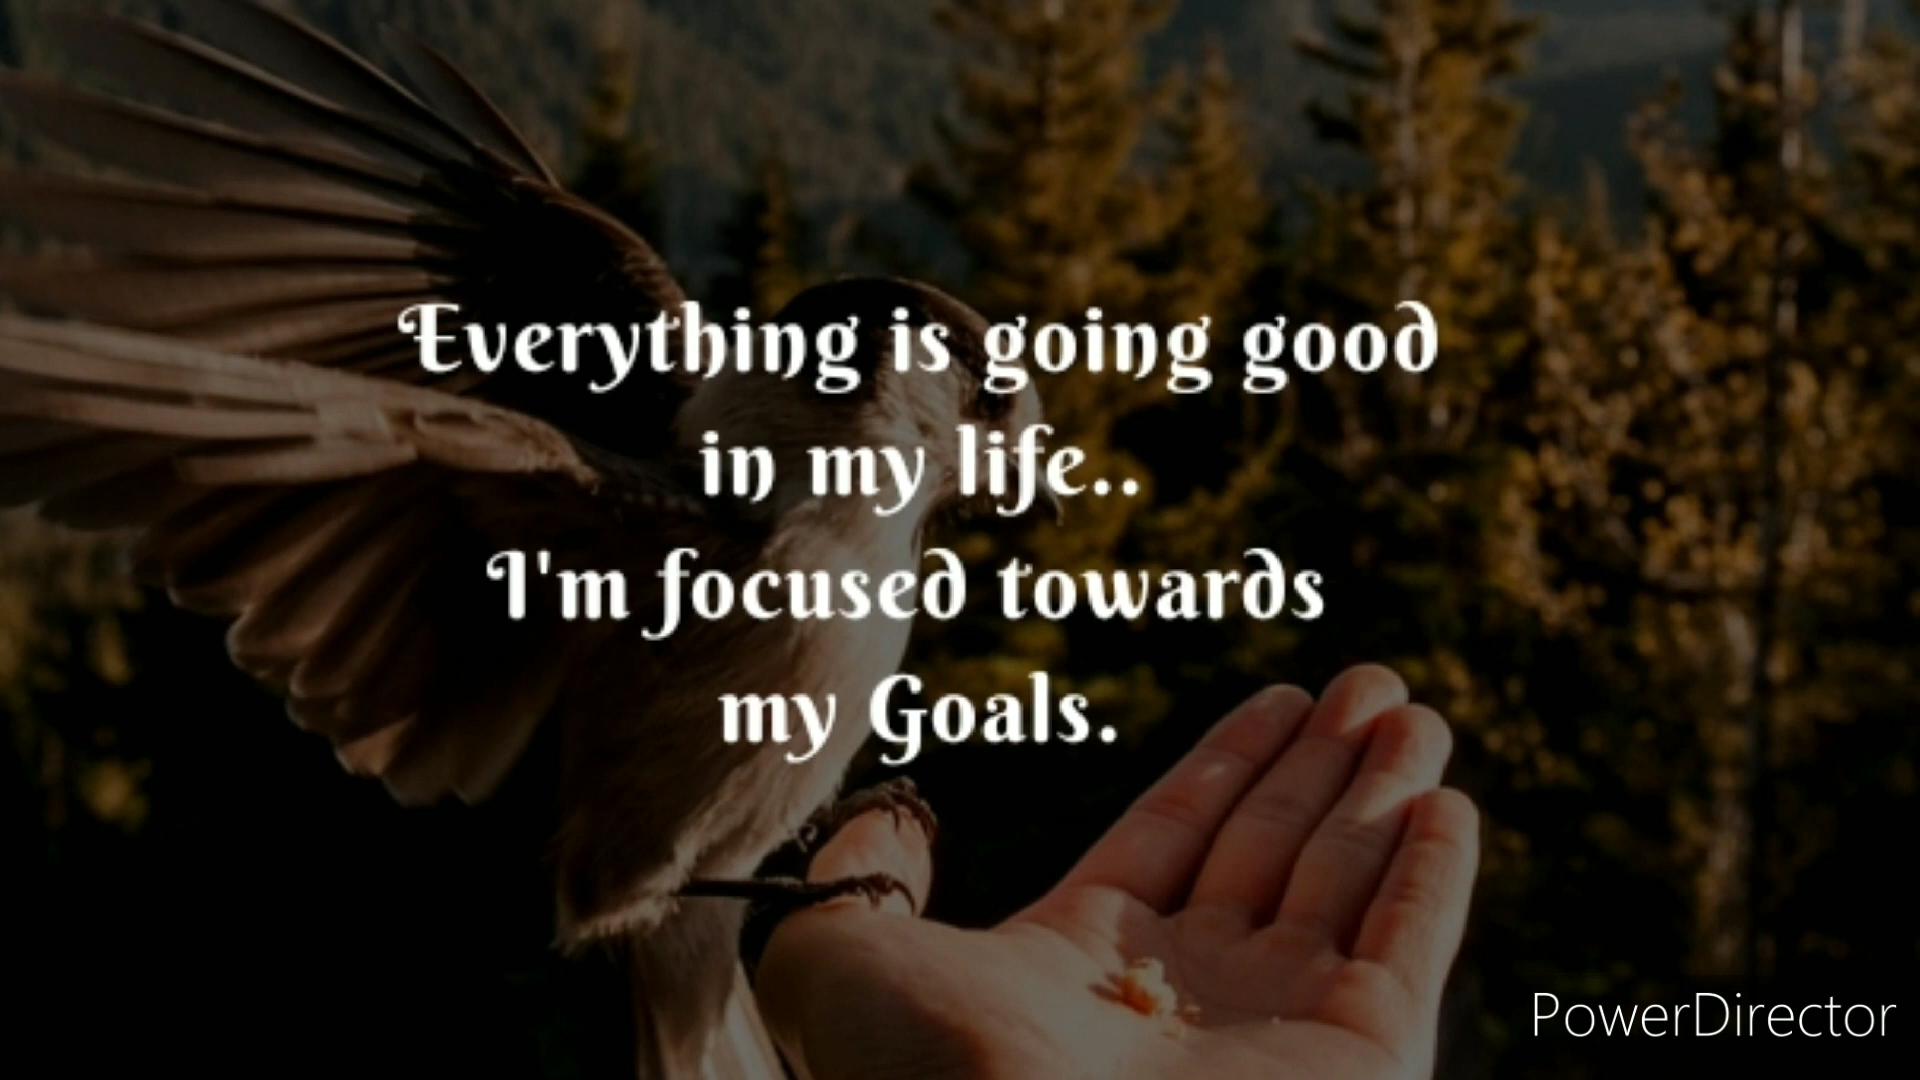 Everything is going good
in my life..
I'm focused towards
my Goals.
PowerDirector